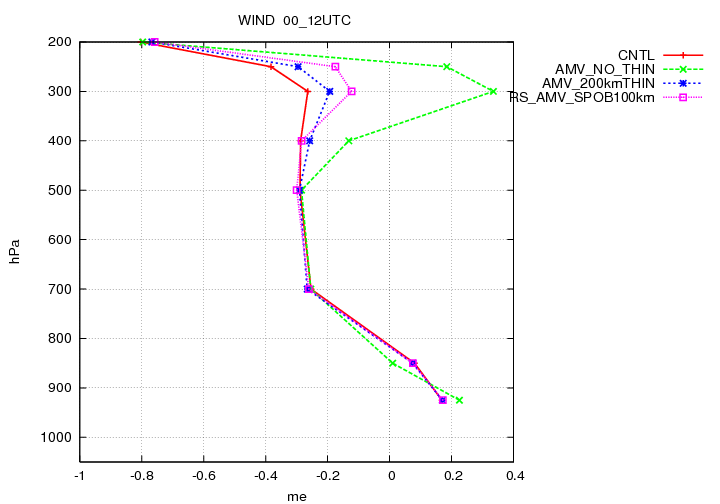 WIND  00_12UTC
CNTL
AMV_NO_THIN
AMV_200kmTHIN
RS_AMV_SPOB100km
200
300
400
500
600
700
800
900
1000
hPa
-1 -0.8 -0.6 -0.4 -0.2 0 0.2 0.4
me